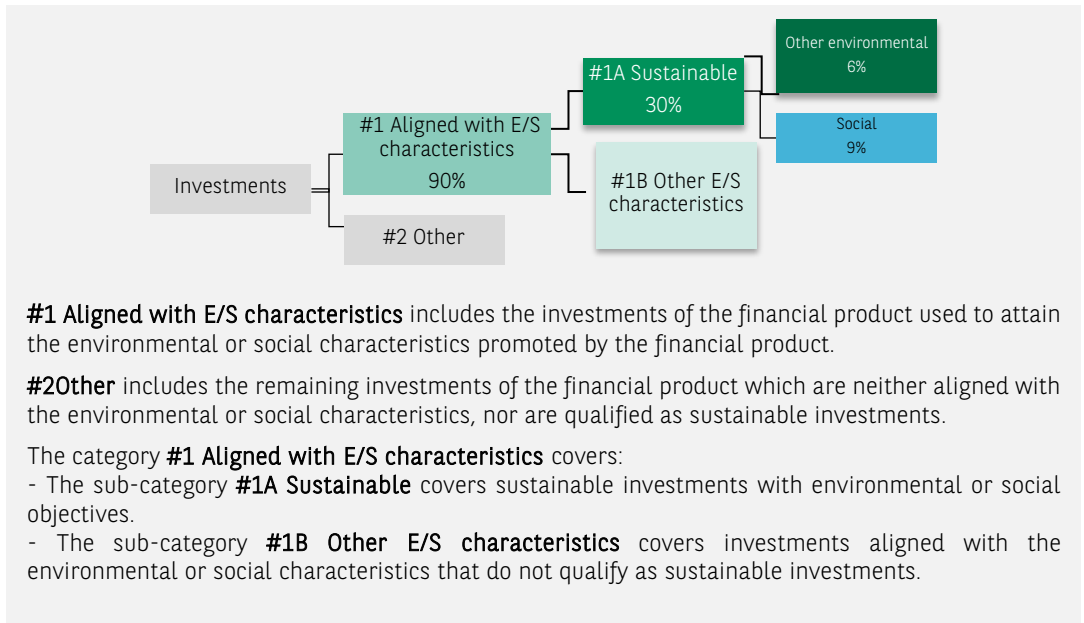 Other environmental
6%
#1A Sustainable
30%
Social
9%
#1 Aligned with E/S
characteristics
90%
#1B Other E/S
characteristics
Investments
#2 Other
#1 Aligned with E/S characteristics includes the investments of the financial product used to attain
the environmental or social characteristics promoted by the financial product.
#2Other includes the remaining investments of the financial product which are neither aligned with
the environmental or social characteristics, nor are qualified as sustainable investments.
The category #1 Aligned with E/S characteristics covers:
- The sub-category #1A Sustainable covers sustainable investments with environmental or social
objectives.
- The sub-category #1B Other E/S characteristics covers investments aligned with the
environmental or social characteristics that do not qualify as sustainable investments.